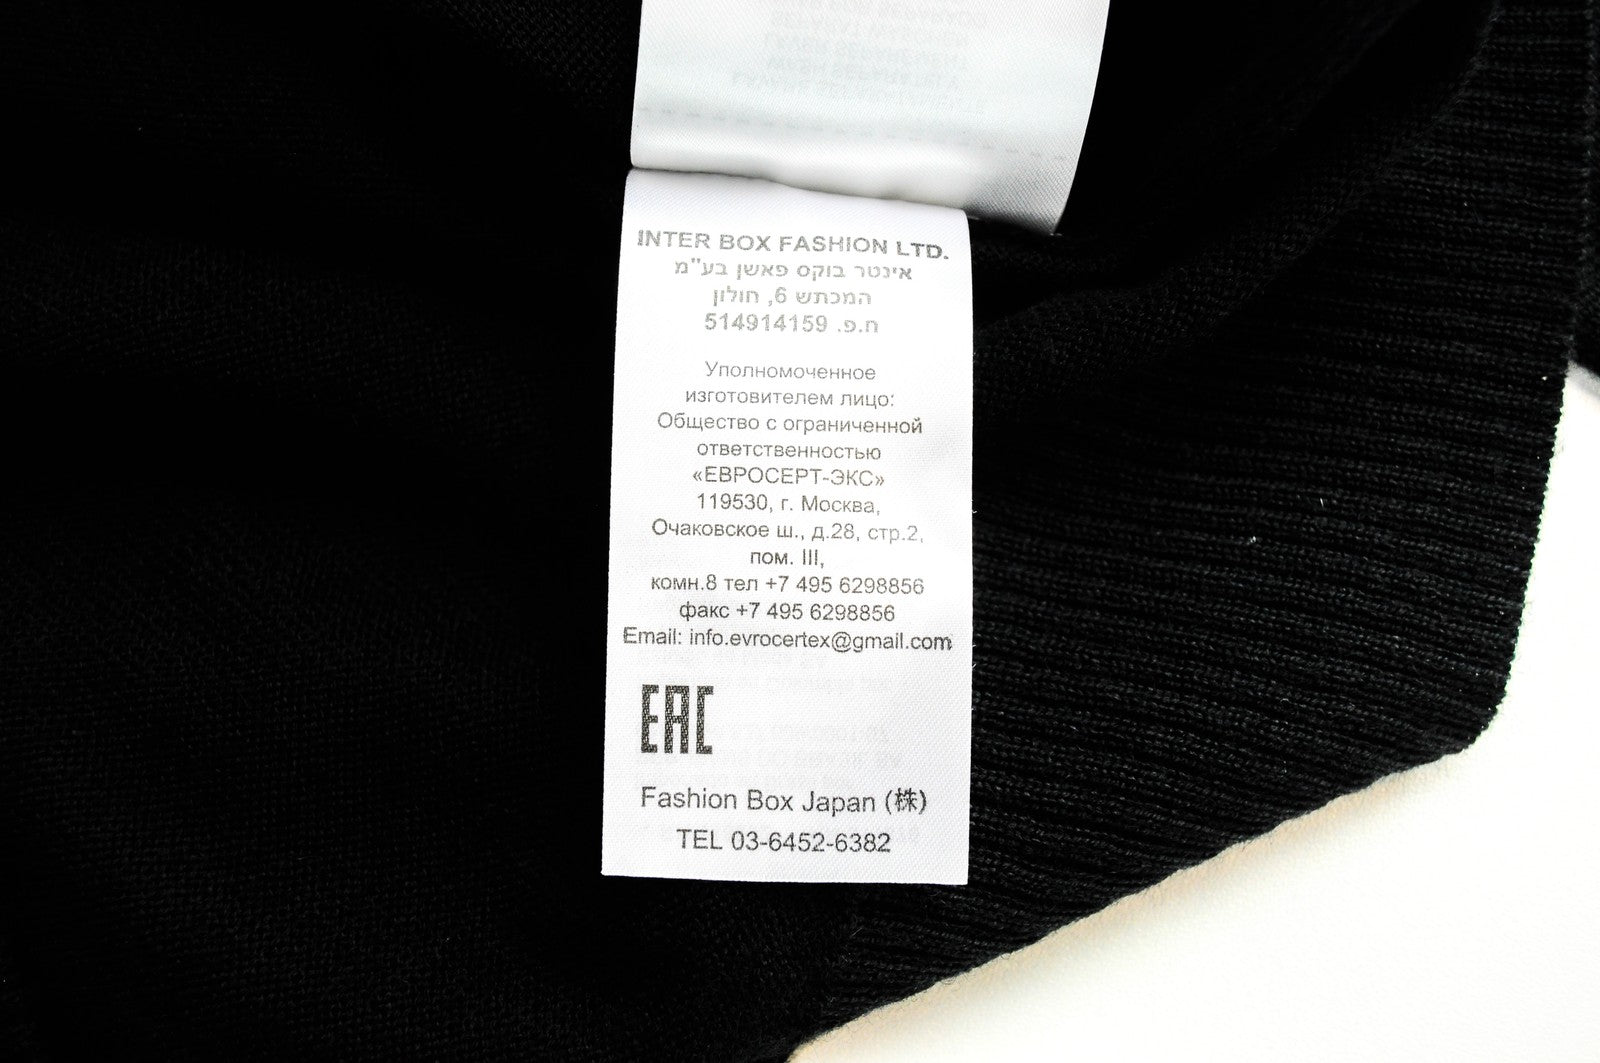 INTER BOX FASHION LTD.
אינטר בוקס פאשן בע"מ
המכתש 6, חולון
ח.פ. 514914159
Уполномоченное
изготовителем лицо:
Общество с ограниченной
ответственностью
«ЕВРОСЕРТ-ЭКС»
119530, г. Москва,
Очаковское ш., д.28, стр.2,
пом. III,
комн.8 тел +7 495 6298856
факс +7 495 6298856
Email: info.evrocertex@gmail.com
EAC
Fashion Box Japan (株)
TEL 03-6452-6382